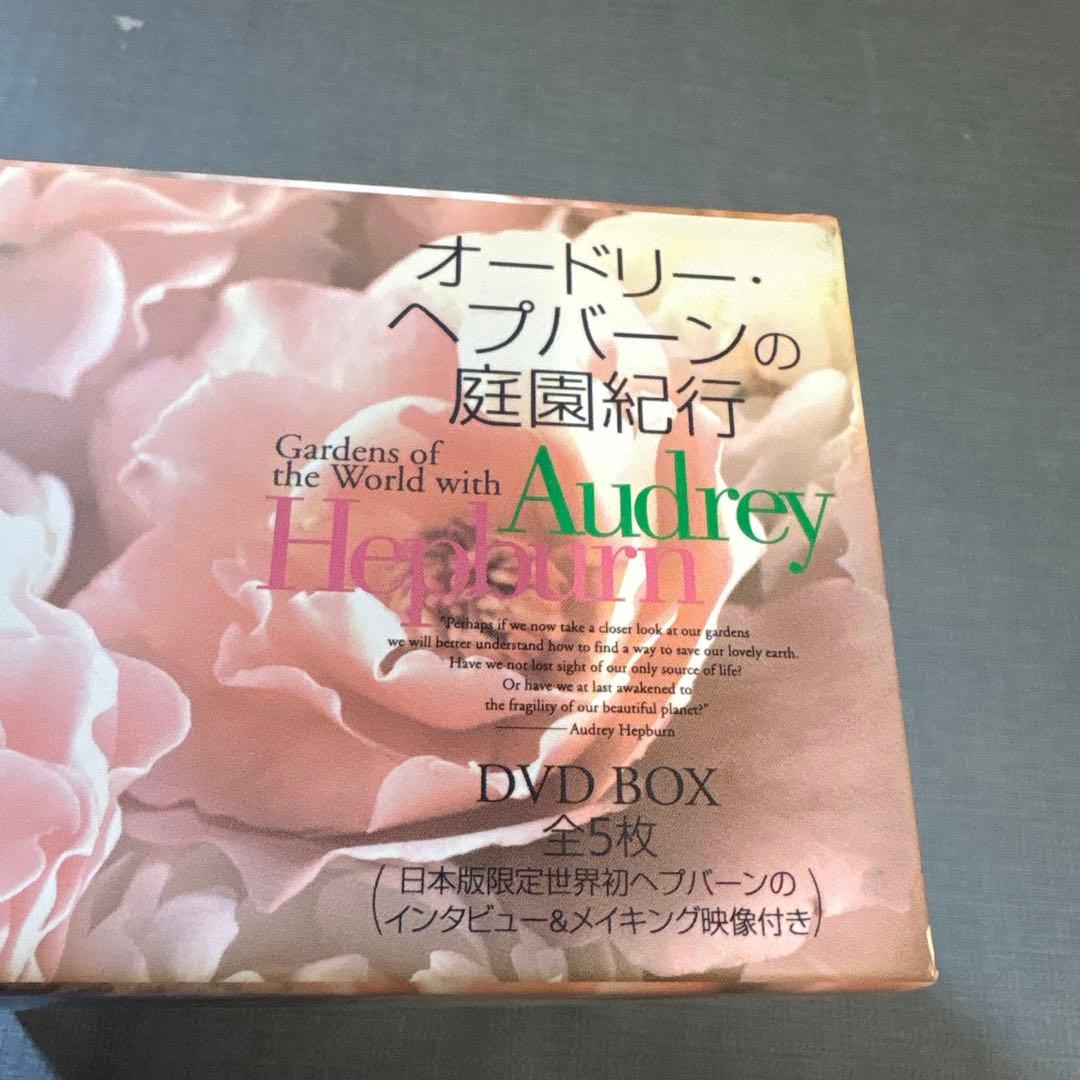 オードリー・
ヘプバーンの
庭園紀行
Gardens of
the World with
Audrey
Hepburn
"Perhaps if we now take a closer look at our gardens
we will better understand how to find a way to save our lovely earth.
Have we not lost sight of our only source of life?
Or have we at last awakened to
the fragility of our beautiful planet?"
Audrey Hepburn
DVD BOX
全5枚
(日本版限定世界初ヘプバーンの
インタビュー&メイキング映像付き)